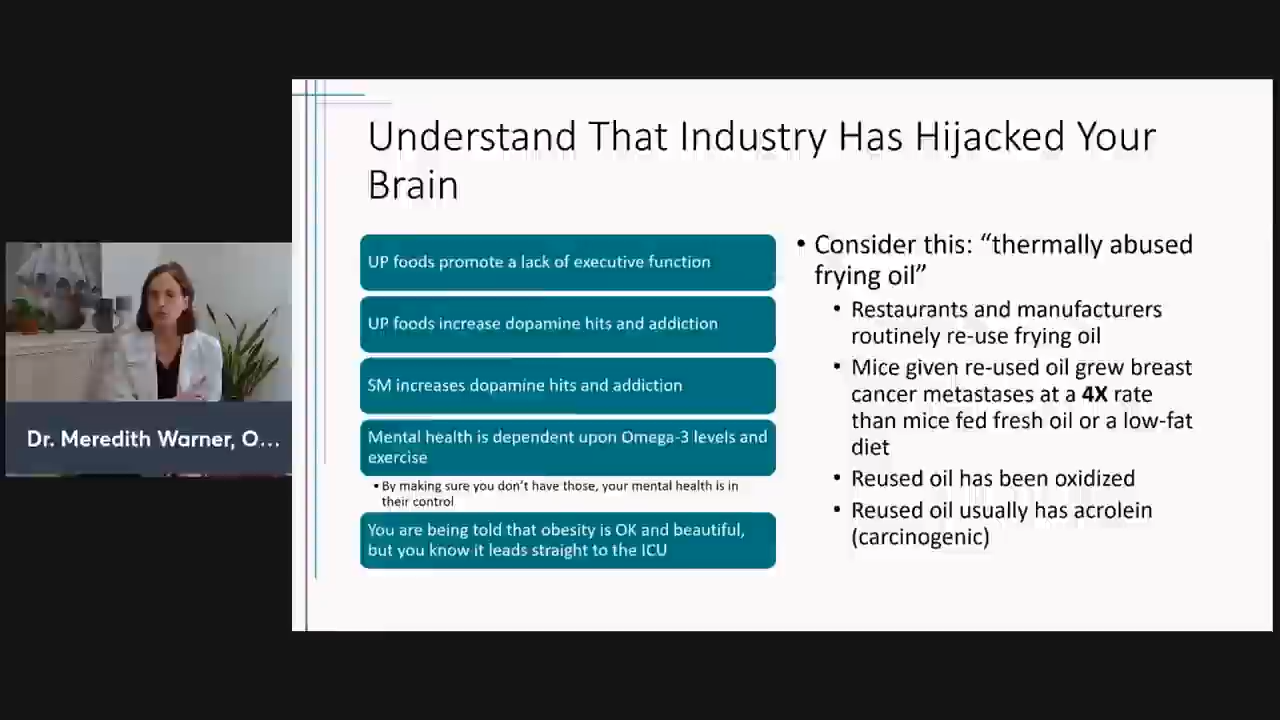 Understand That Industry Has Hijacked Your
Brain
UP foods promote a lack of executive function
UP foods increase dopamine hits and addiction
SM increases dopamine hits and addiction
Mental health is dependent upon Omega-3 levels and
exercise
• By making sure you don't have those, your mental health is in
their control
You are being told that obesity is OK and beautiful,
but you know it leads straight to the ICU
• Consider this: “thermally abused
frying oil”
• Restaurants and manufacturers
routinely re-use frying oil
• Mice given re-used oil grew breast
cancer metastases at a 4X rate
than mice fed fresh oil or a low-fat
diet
• Reused oil has been oxidized
• Reused oil usually has acrolein
(carcinogenic)
Dr. Meredith Warner, O...